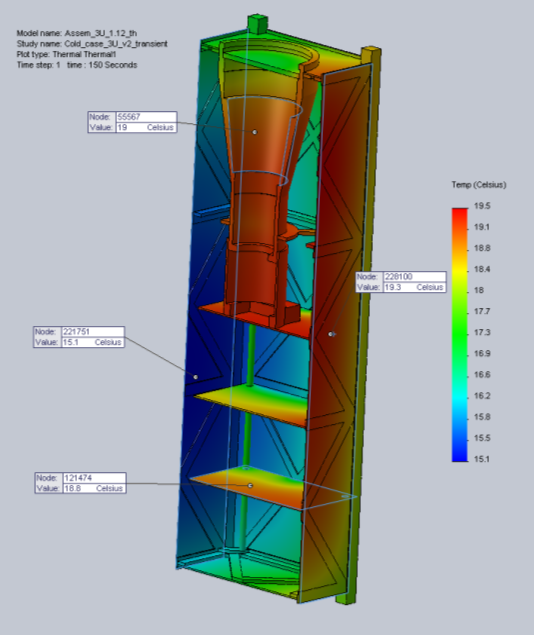 Model name: Assem_3U_1.12_th
Study name: Cold_case_3U_v2_transient
Plot type: Thermal Thermal1
Time step: 1 time : 150 Seconds
Node: 55567
Value: 19 Celsius
Temp (Celsius)
19.5
19.1
18.8
18.4
18.0
17.7
17.3
16.9
16.6
16.2
15.8
15.5
15.1
Node: 228100
Value: 19.3 Celsius
Node: 221751
Value: 15.1 Celsius
Node: 121474
Value: 18.8 Celsius